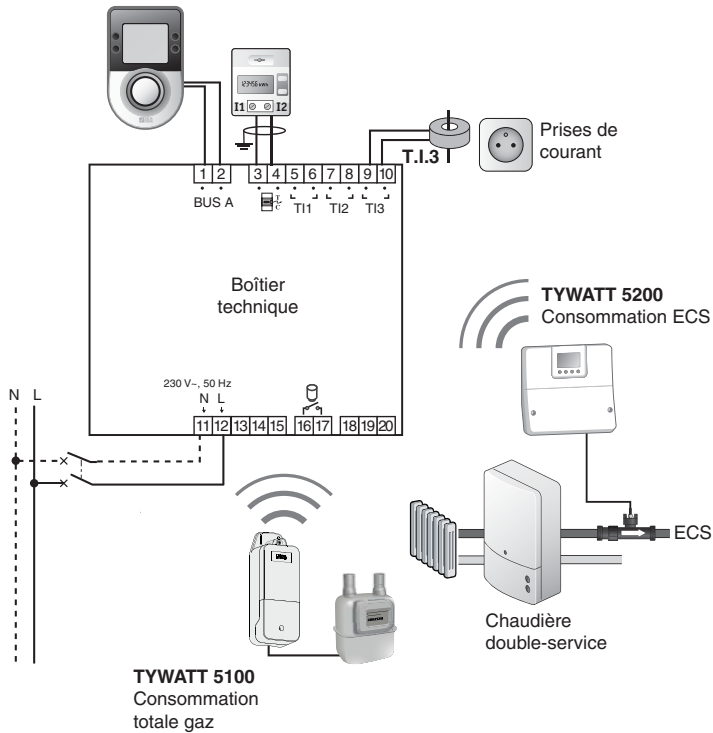 123456 kWh
I1 I2
T.I.3
Prises de
courant
1 2 3 4 5 6 7 8 9 10
BUS A
T
C
TI1 TI2 TI3
Boîtier
technique
TYWATT 5200
Consommation ECS
230 V~, 50 Hz
N L
N L
11 12 13 14 15 16 17 18 19 20
ECS
Chaudière
double-service
TYWATT 5100
Consommation
totale gaz